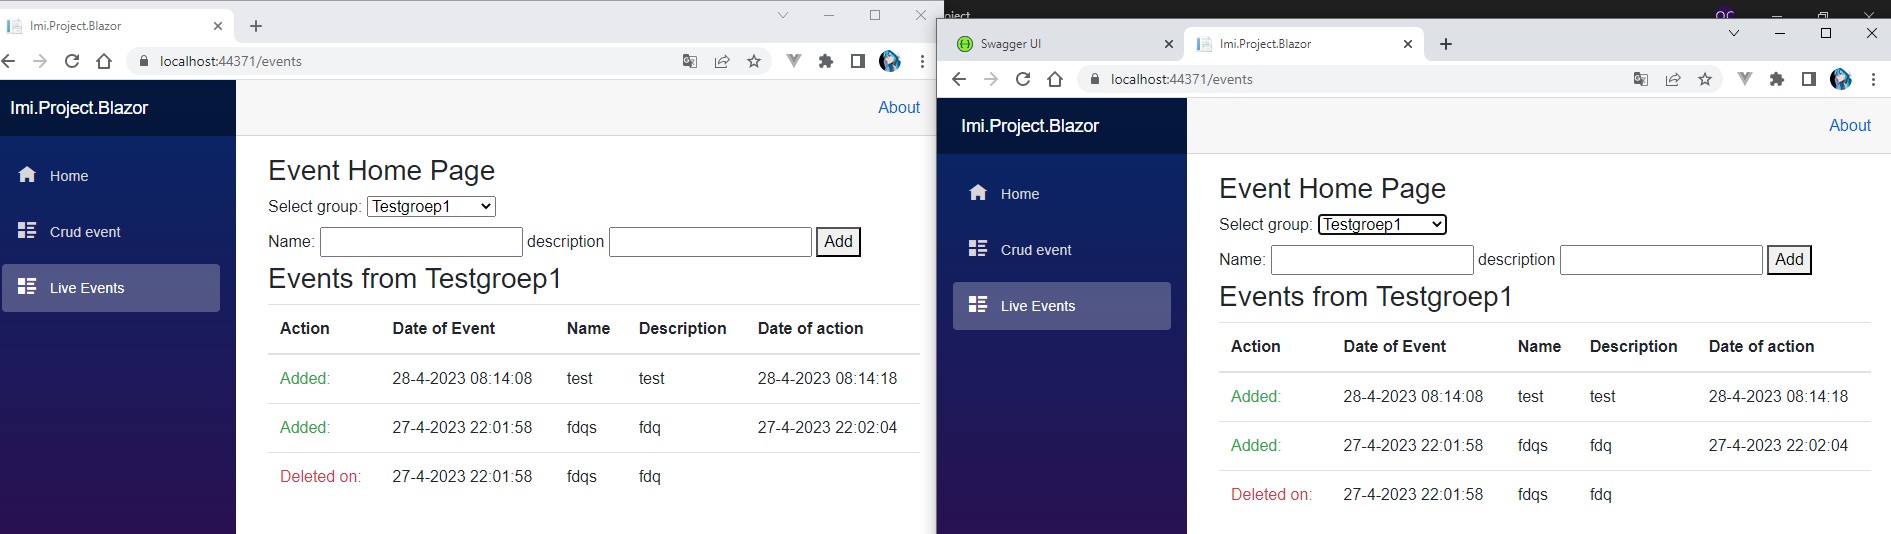 Imi.Project.Blazor
localhost:44371/events
Imi.Project.Blazor
About
Home
Crud event
Live Events
Event Home Page
Select group: Testgroep1
Name: description Add
Events from Testgroep1
Action Date of Event Name Description Date of action
Added: 28-4-2023 08:14:08 test test 28-4-2023 08:14:18
Added: 27-4-2023 22:01:58 fdqs fdq 27-4-2023 22:02:04
Deleted on: 27-4-2023 22:01:58 fdqs fdq
Swagger UI
Imi.Project.Blazor
localhost:44371/events
Imi.Project.Blazor
About
Home
Crud event
Live Events
Event Home Page
Select group: Testgroep1
Name: description Add
Events from Testgroep1
Action Date of Event Name Description Date of action
Added: 28-4-2023 08:14:08 test test 28-4-2023 08:14:18
Added: 27-4-2023 22:01:58 fdqs fdq 27-4-2023 22:02:04
Deleted on: 27-4-2023 22:01:58 fdqs fdq